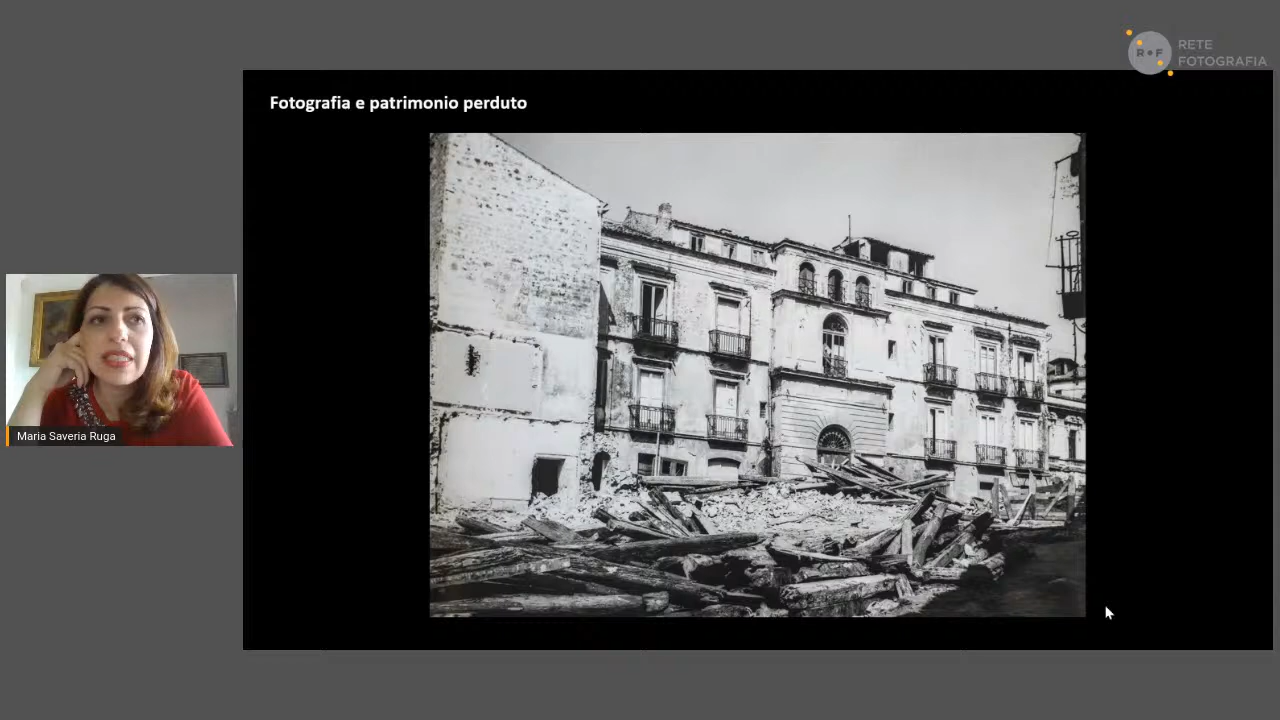 R•F
RETE
FOTOGRAFIA
Fotografia e patrimonio perduto
Maria Saveria Ruga